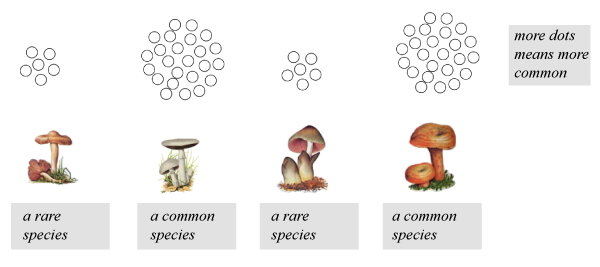 more dots
means more
common
a rare
species
a common
species
a rare
species
a common
species